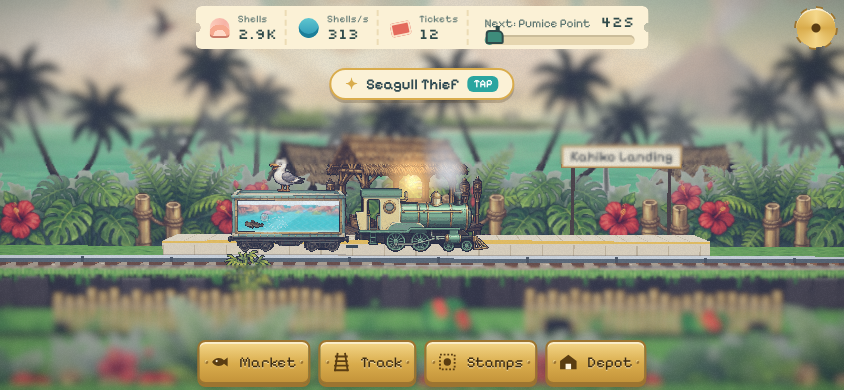 Shells
2.9K
Shells/s
313
Tickets
12
Next: Pumice Point 42S
Seagull Thief TAP
Kahiko Landing
Market
Track
Stamps
Depot